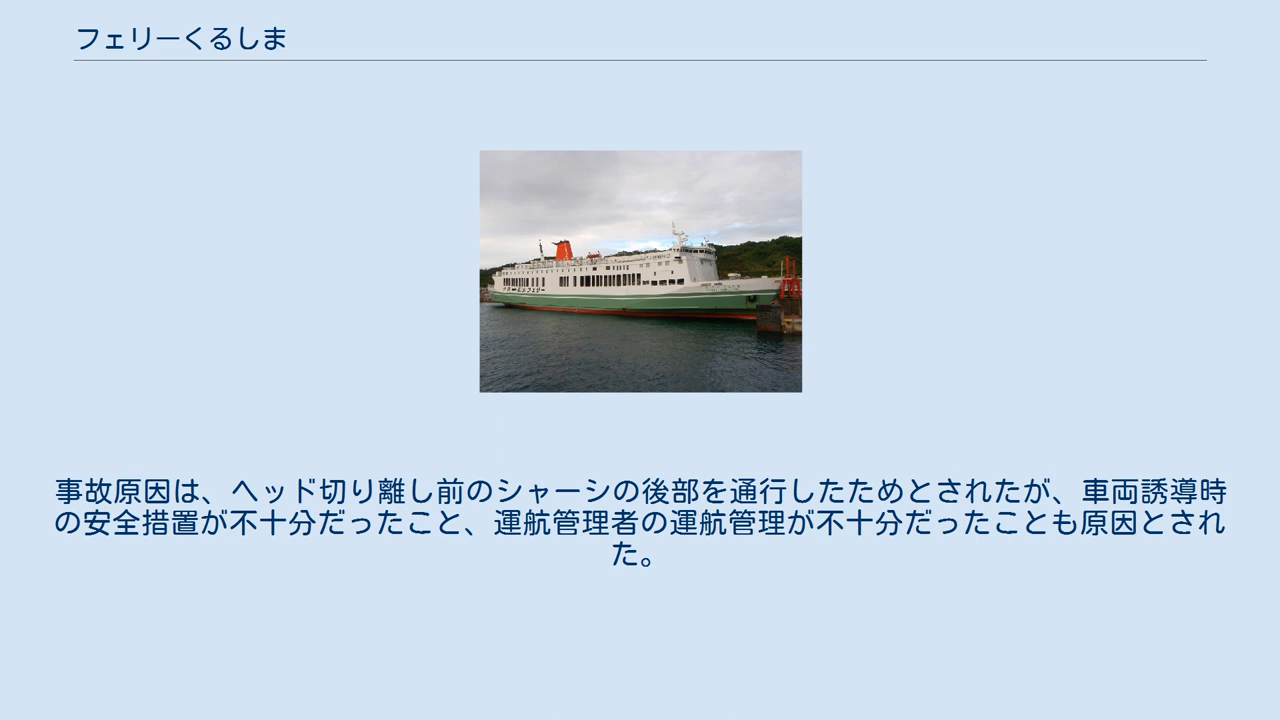 フェリーくるしま
事故原因は、ヘッド切り離し前のシャーシの後部を通行したためとされたが、車両誘導時
の安全措置が不十分だったこと、運航管理者の運航管理が不十分だったことも原因とされ
た。